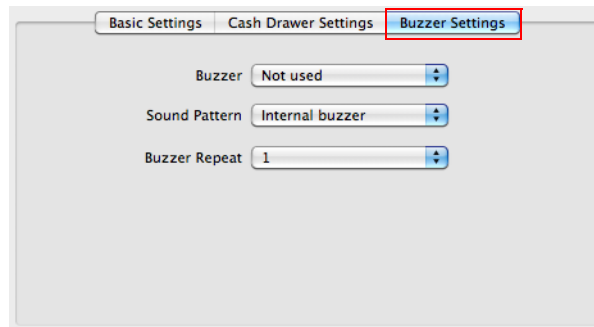 Basic Settings Cash Drawer Settings Buzzer Settings
Buzzer Not used
Sound Pattern Internal buzzer
Buzzer Repeat 1